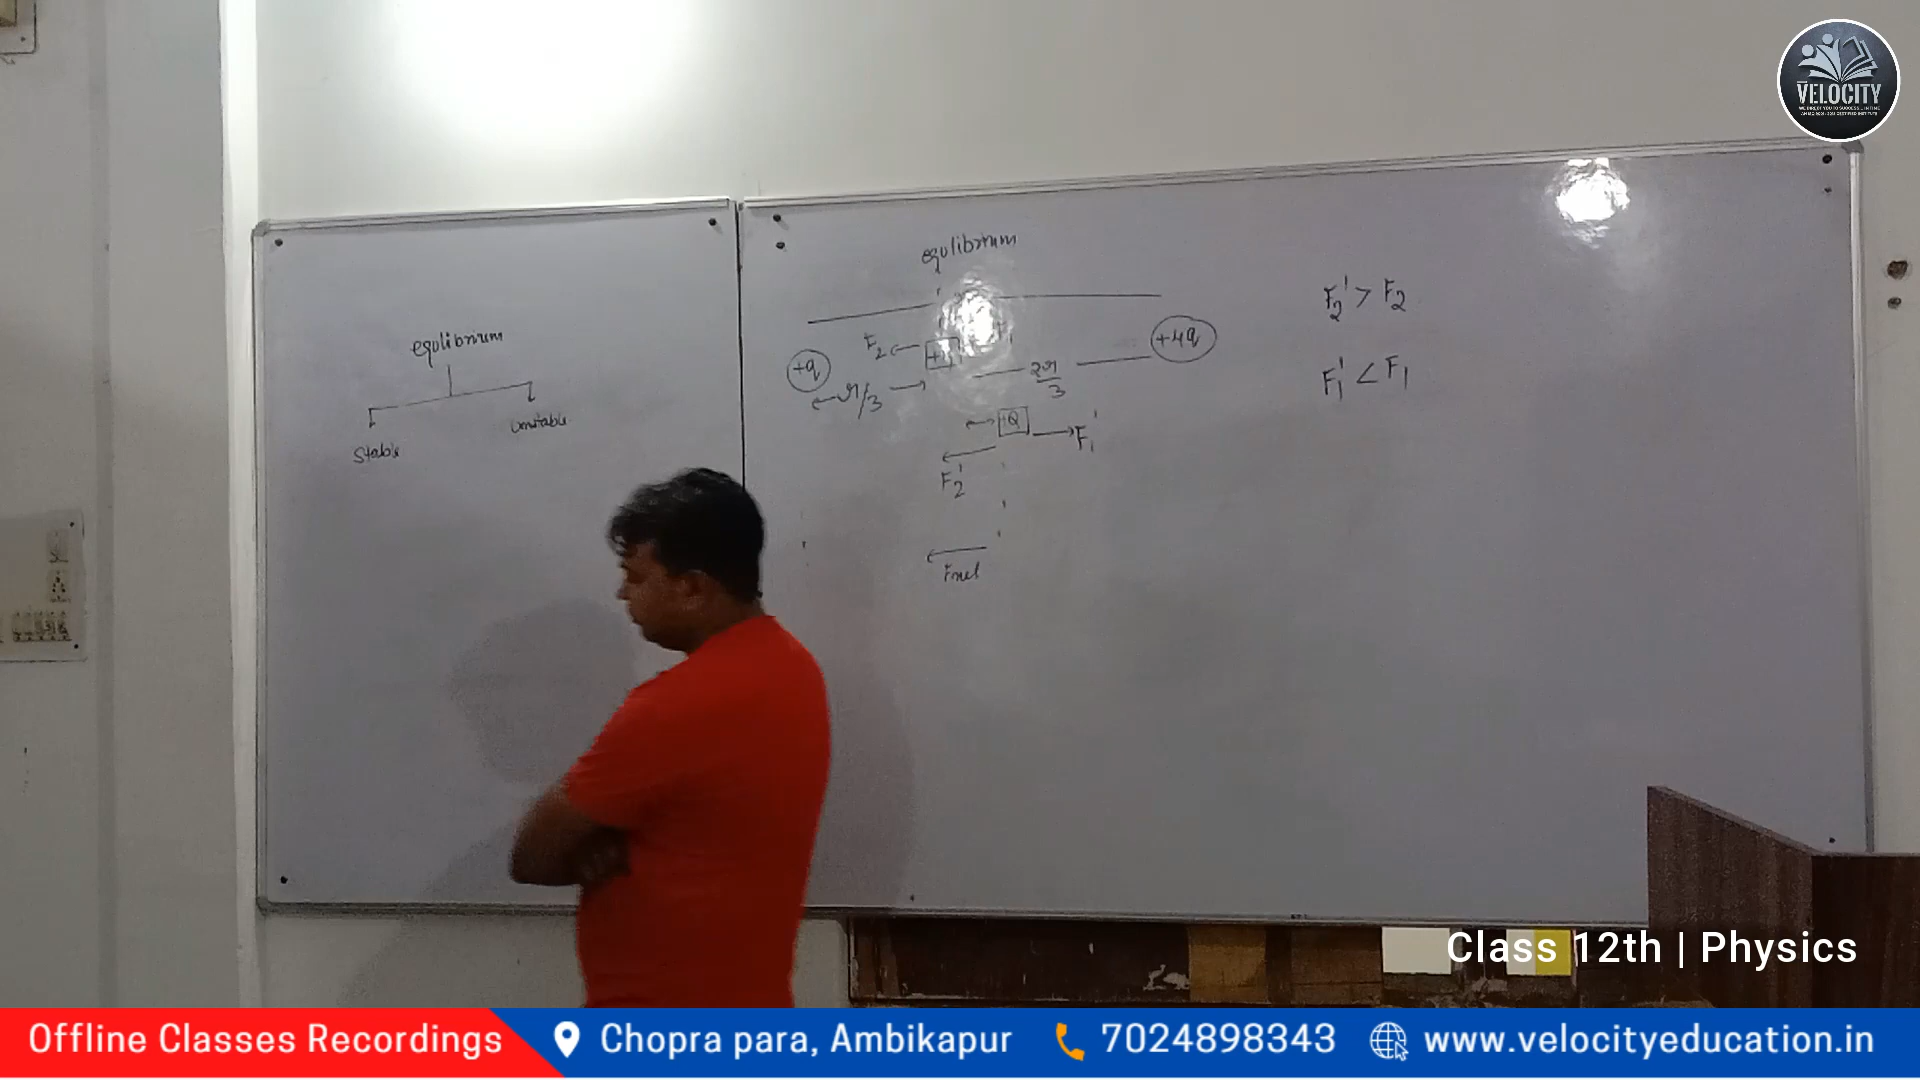 VELOCITY
equlibrium
Stable
Unstable
equlibrium
F2
+q
r/3
2r/3
+4q
+Q
F1'
F2'
Fnet
F2' > F2
F1' < F1
Class 12th | Physics
Offline Classes Recordings
Chopra para, Ambikapur
7024898343
www.velocityeducation.in